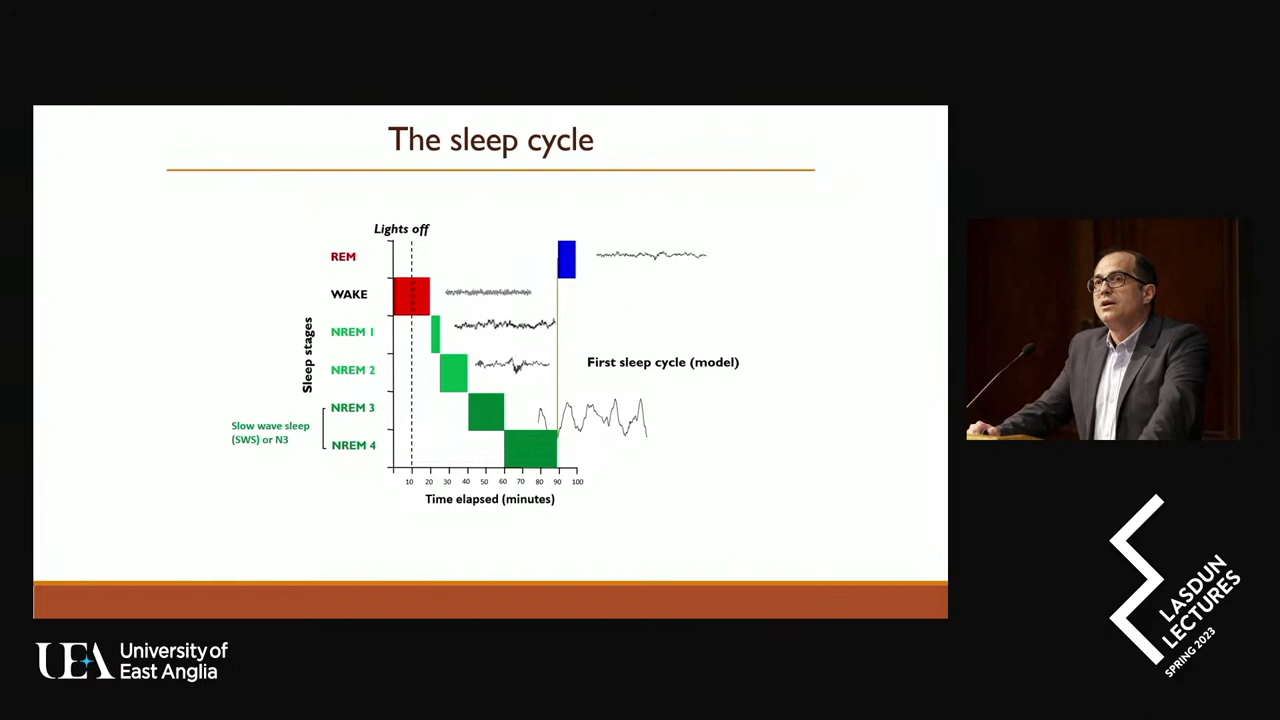 The sleep cycle
Lights off
REM
WAKE
NREM 1
NREM 2
NREM 3
NREM 4
Sleep stages
Slow wave sleep
(SWS) or N3
First sleep cycle (model)
10 20 30 40 50 60 70 80 90 100
Time elapsed (minutes)
UEA University of
East Anglia
LASDUN
LECTURES
SPRING 2023